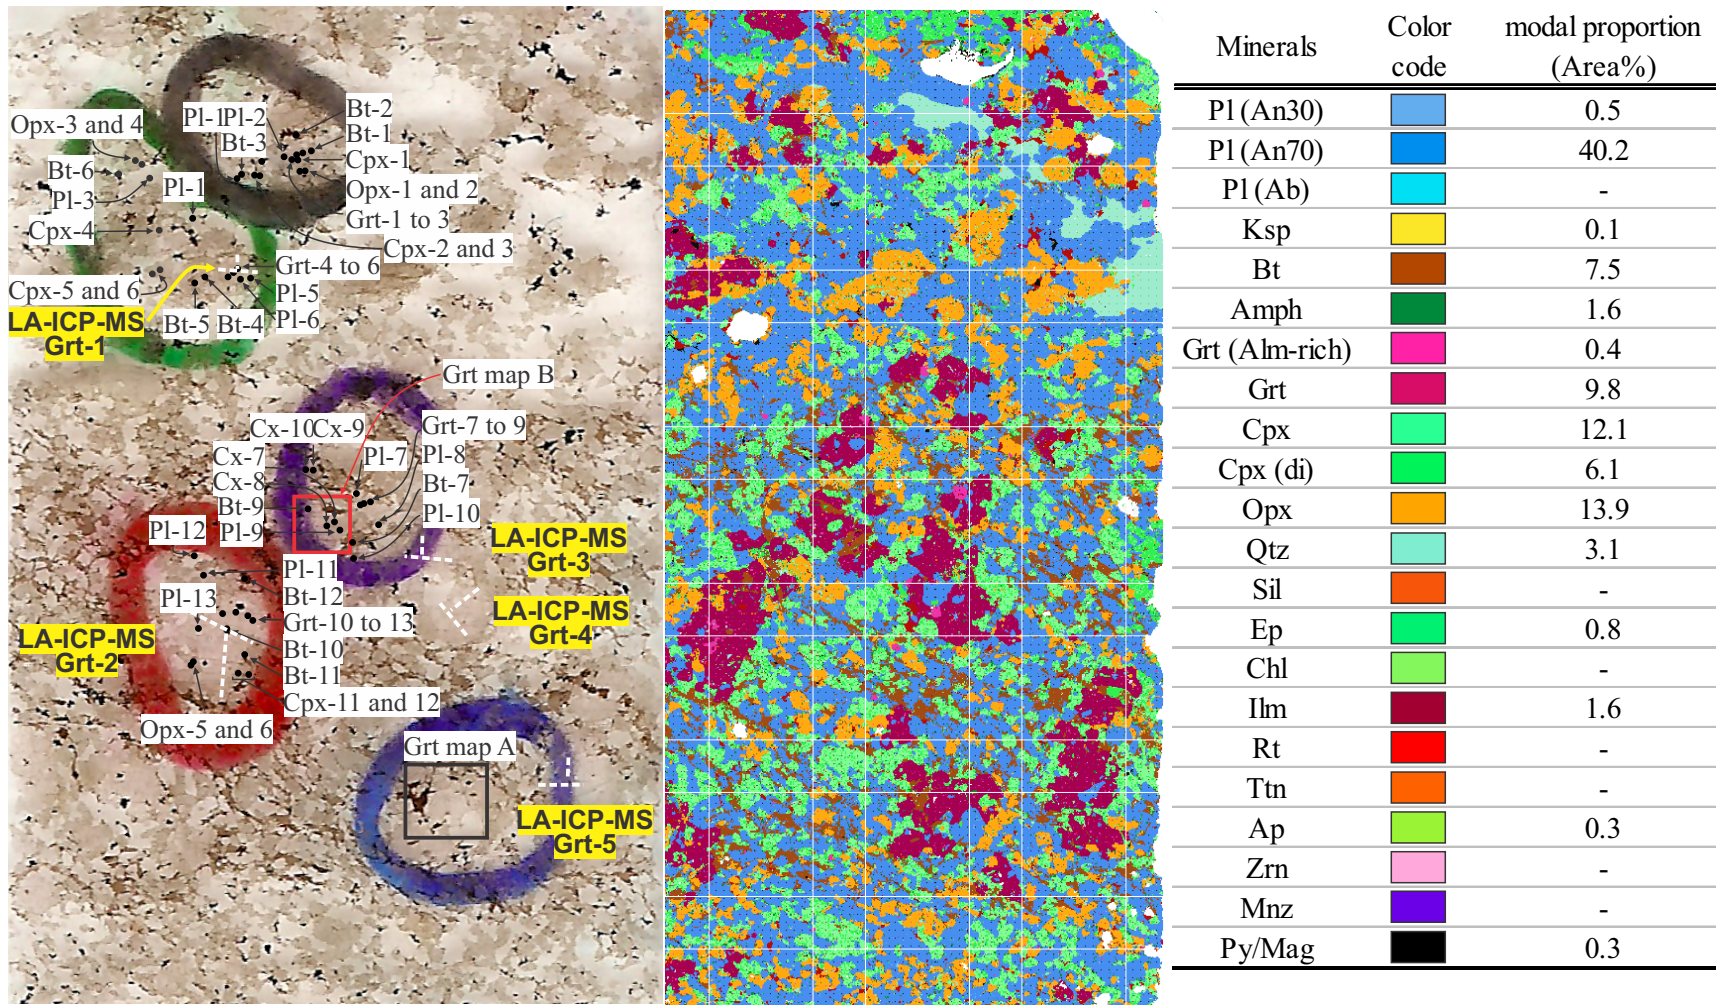 Opx-3 and 4
Pl-1
Pl-2
Bt-2
Bt-3
Bt-1
Bt-6
Cpx-1
Pl-3
Pl-1
Opx-1 and 2
Grt-1 to 3
Cpx-4
Cpx-2 and 3
Grt-4 to 6
Cpx-5 and 6
Pl-5
LA-ICP-MS
Grt-1
Bt-5
Bt-4
Pl-6
Grt map B
Cx-10
Cx-9
Grt-7 to 9
Cx-7
Pl-7
Pl-8
Cx-8
Bt-7
Bt-9
Pl-10
Pl-12
Pl-9
LA-ICP-MS
Grt-3
Pl-11
Bt-12
Pl-13
Grt-10 to 13
LA-ICP-MS
Grt-4
LA-ICP-MS
Grt-2
Bt-10
Bt-11
Cpx-11 and 12
Opx-5 and 6
Grt map A
LA-ICP-MS
Grt-5
Minerals Color code modal proportion (Area%)
Pl (An30) 0.5
Pl (An70) 40.2
Pl (Ab) -
Ksp 0.1
Bt 7.5
Amph 1.6
Grt (Alm-rich) 0.4
Grt 9.8
Cpx 12.1
Cpx (di) 6.1
Opx 13.9
Qtz 3.1
Sil -
Ep 0.8
Chl -
Ilm 1.6
Rt -
Ttn -
Ap 0.3
Zrn -
Mnz -
Py/Mag 0.3